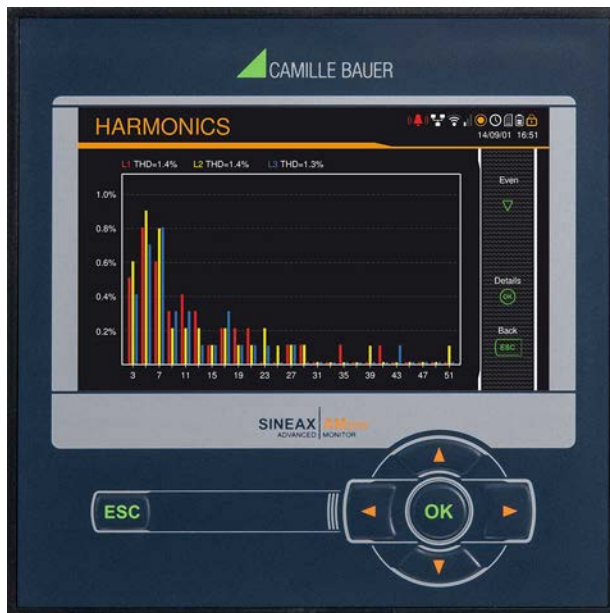 CAMILLE BAUER
HARMONICS
14/09/01 16:51
L1 THD=1.4% L2 THD=1.4% L3 THD=1.3%
Even
1.0%
0.8%
0.6%
0.4%
0.2%
Details
OK
Back
ESC
3 7 11 15 19 23 27 31 35 39 43 47 51
SINEAX
ADVANCED MONITOR
ESC OK